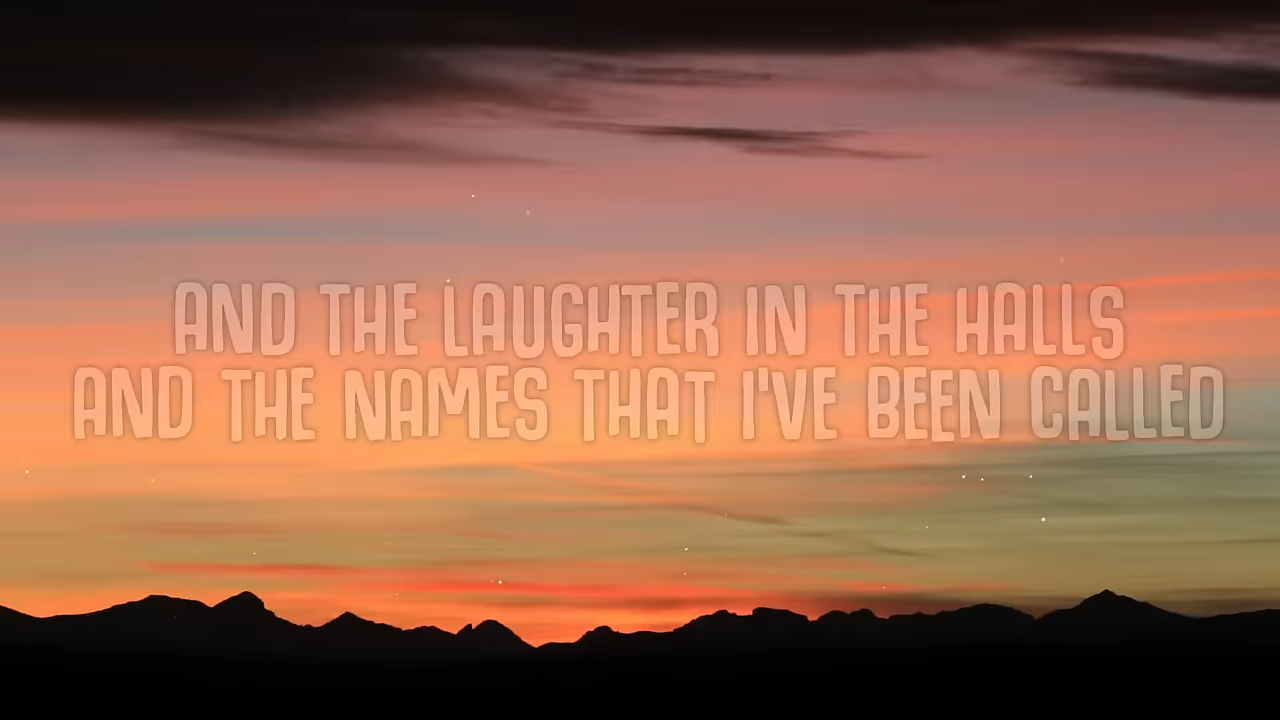 AND THE LAUGHTER IN THE HALLS
AND THE NAMES THAT I'VE BEEN CALLED